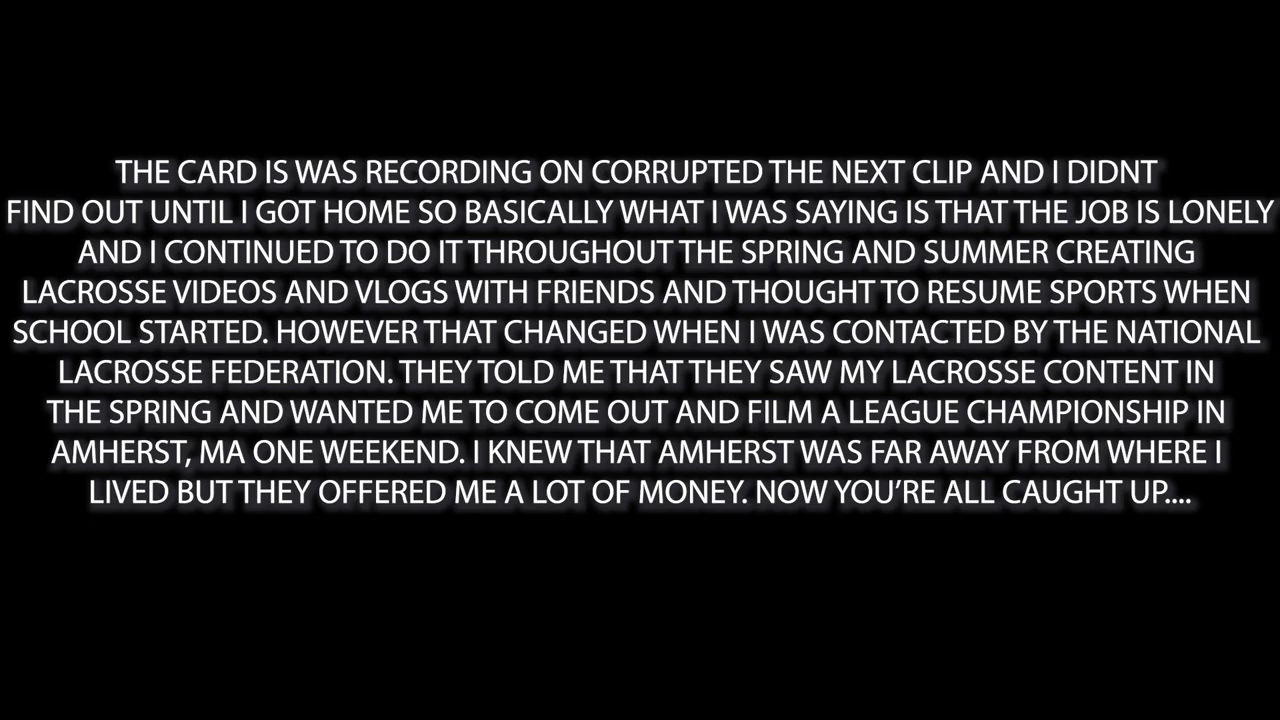 THE CARD IS WAS RECORDING ON CORRUPTED THE NEXT CLIP AND I DIDNT
FIND OUT UNTIL I GOT HOME SO BASICALLY WHAT I WAS SAYING IS THAT THE JOB IS LONELY
AND I CONTINUED TO DO IT THROUGHOUT THE SPRING AND SUMMER CREATING
LACROSSE VIDEOS AND VLOGS WITH FRIENDS AND THOUGHT TO RESUME SPORTS WHEN
SCHOOL STARTED. HOWEVER THAT CHANGED WHEN I WAS CONTACTED BY THE NATIONAL
LACROSSE FEDERATION. THEY TOLD ME THAT THEY SAW MY LACROSSE CONTENT IN
THE SPRING AND WANTED ME TO COME OUT AND FILM A LEAGUE CHAMPIONSHIP IN
AMHERST, MA ONE WEEKEND. I KNEW THAT AMHERST WAS FAR AWAY FROM WHERE I
LIVED BUT THEY OFFERED ME A LOT OF MONEY. NOW YOU’RE ALL CAUGHT UP....